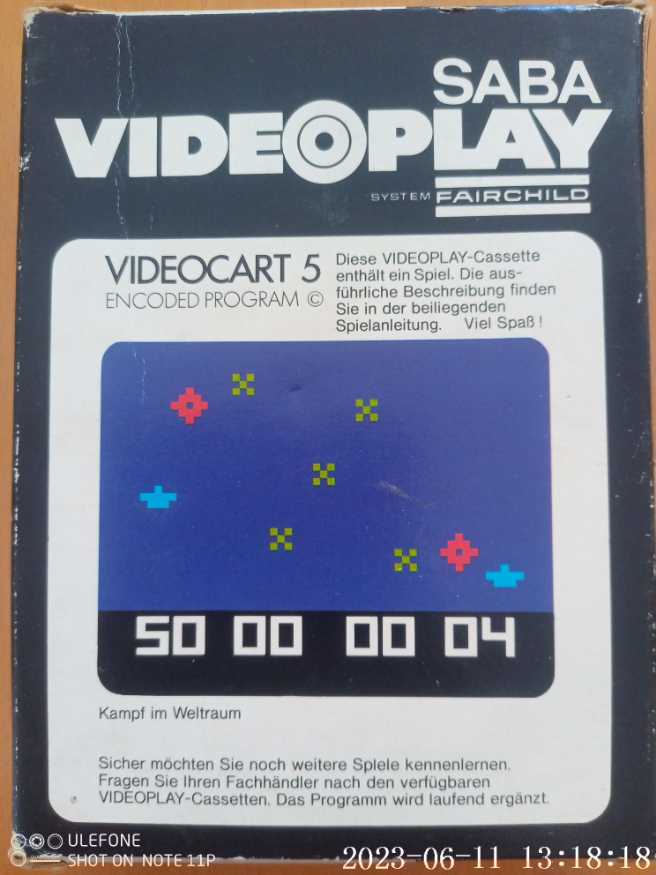 SABA
VIDEOPLAY
SYSTEM FAIRCHILD
VIDEOCART 5
ENCODED PROGRAM ©
Diese VIDEOPLAY-Cassette
enthält ein Spiel. Die aus-
führliche Beschreibung finden
Sie in der beiliegenden
Spielanleitung. Viel Spaß!
50 00 00 04
Kampf im Weltraum
Sicher möchten Sie noch weitere Spiele kennenlernen.
Fragen Sie Ihren Fachhändler nach den verfügbaren
VIDEOPLAY-Cassetten. Das Programm wird laufend ergänzt.
ULEFONE
SHOT ON NOTE 11P
2023-06-11 13:18:18